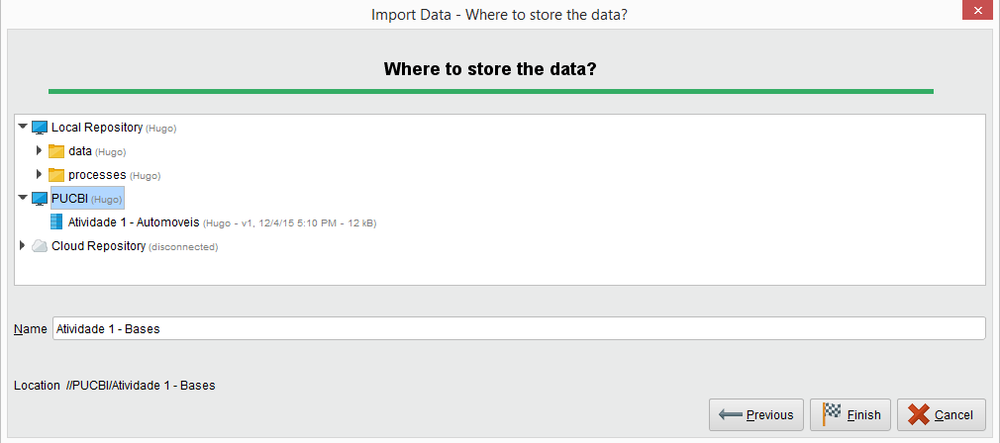 Import Data - Where to store the data?
Where to store the data?
Local Repository (Hugo)
data (Hugo)
processes (Hugo)
PUCBI (Hugo)
Atividade 1 - Automoveis (Hugo - v1, 12/4/15 5:10 PM - 12 kB)
Cloud Repository (disconnected)
Name Atividade 1 - Bases
Location //PUCBI/Atividade 1 - Bases
Previous Finish Cancel